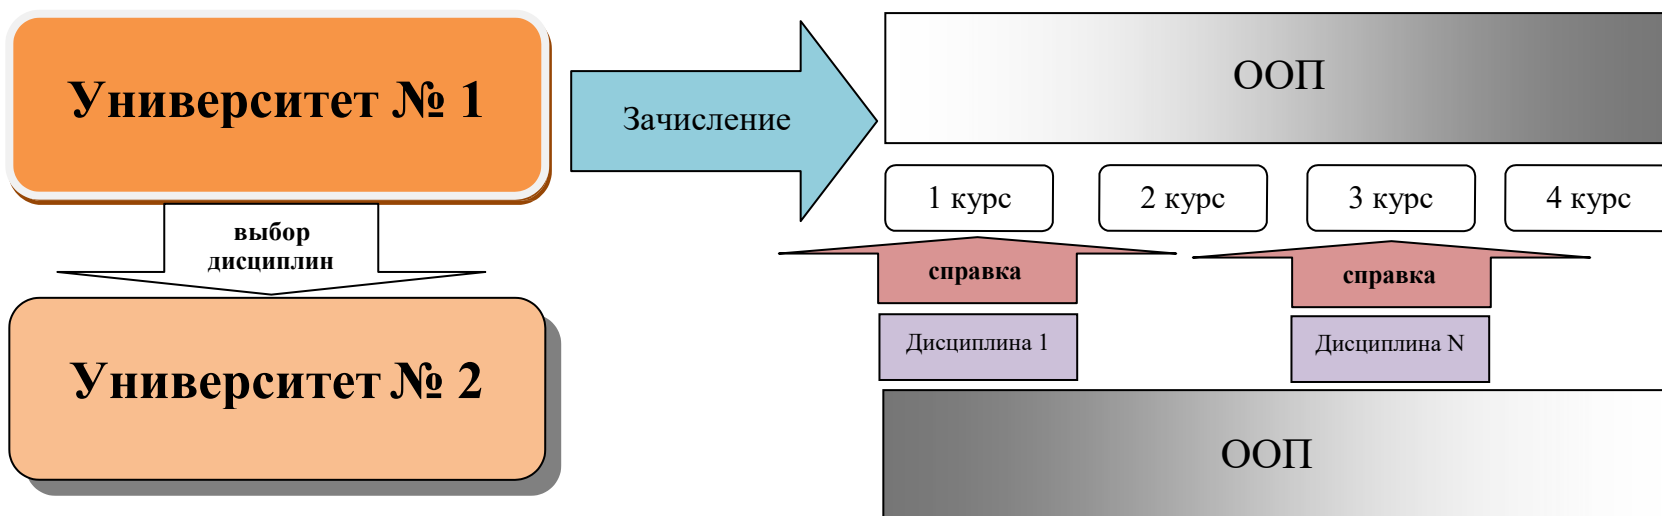 Университет № 1
Зачисление
ООП
1 курс
2 курс
3 курс
4 курс
выбор
дисциплин
справка
справка
Дисциплина 1
Дисциплина N
Университет № 2
ООП